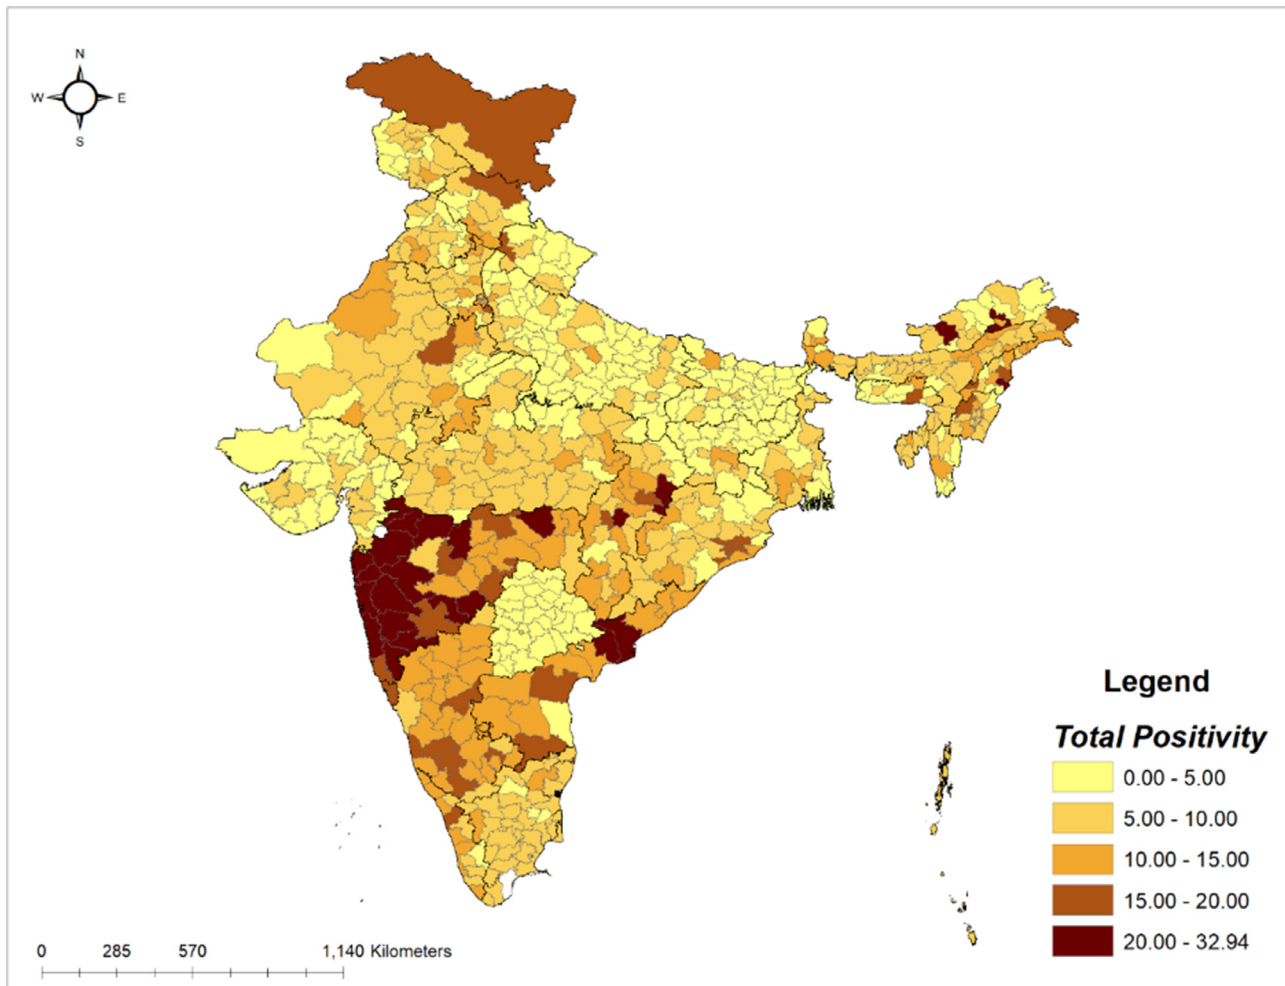 N
W E
S
Legend
Total Positivity
0.00 - 5.00
5.00 - 10.00
10.00 - 15.00
15.00 - 20.00
20.00 - 32.94
0 285 570 1,140 Kilometers